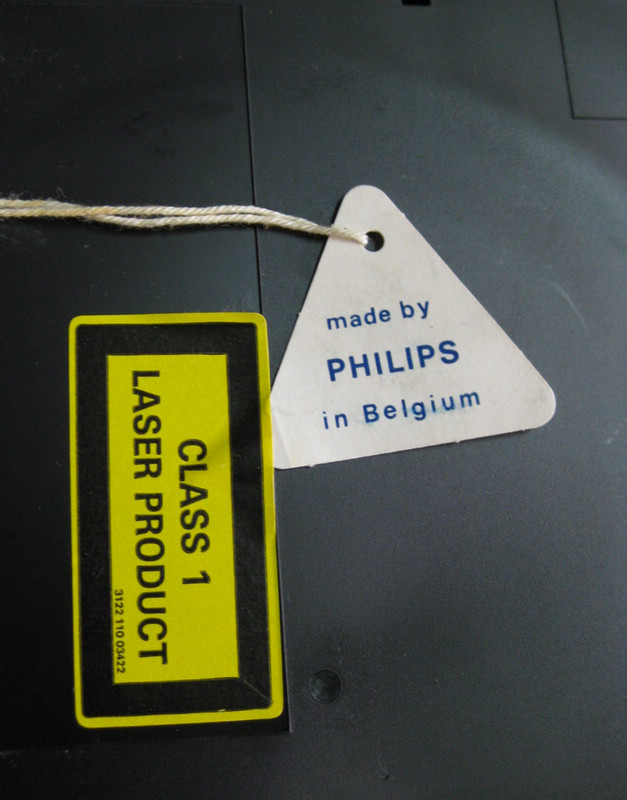 made by
PHILIPS
in Belgium
CLASS 1
LASER PRODUCT
3122 110 03422